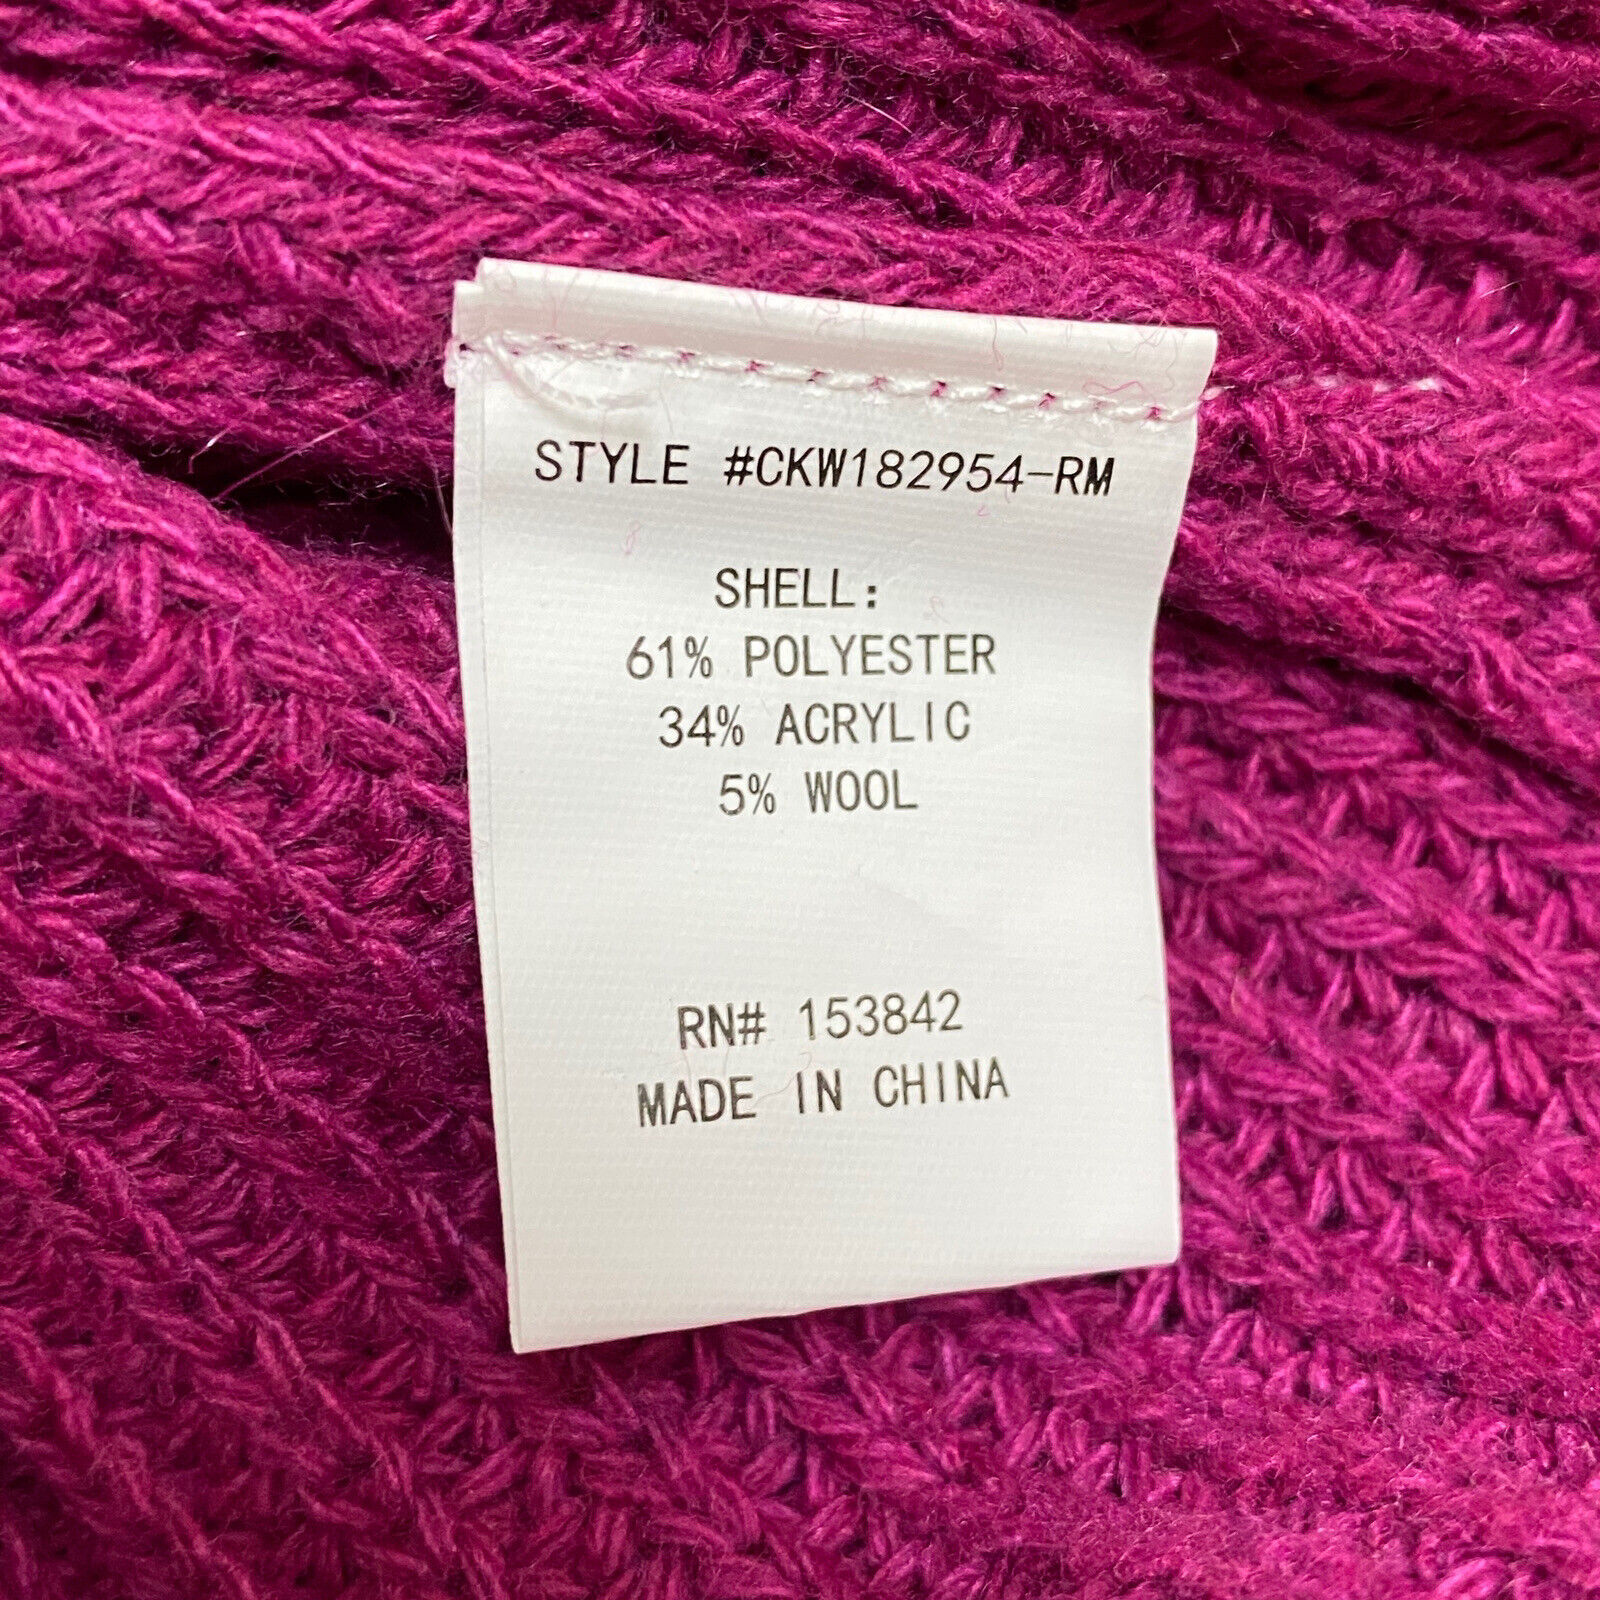 STYLE #CKW182954-RM
SHELL:
61% POLYESTER
34% ACRYLIC
5% WOOL
RN# 153842
MADE IN CHINA